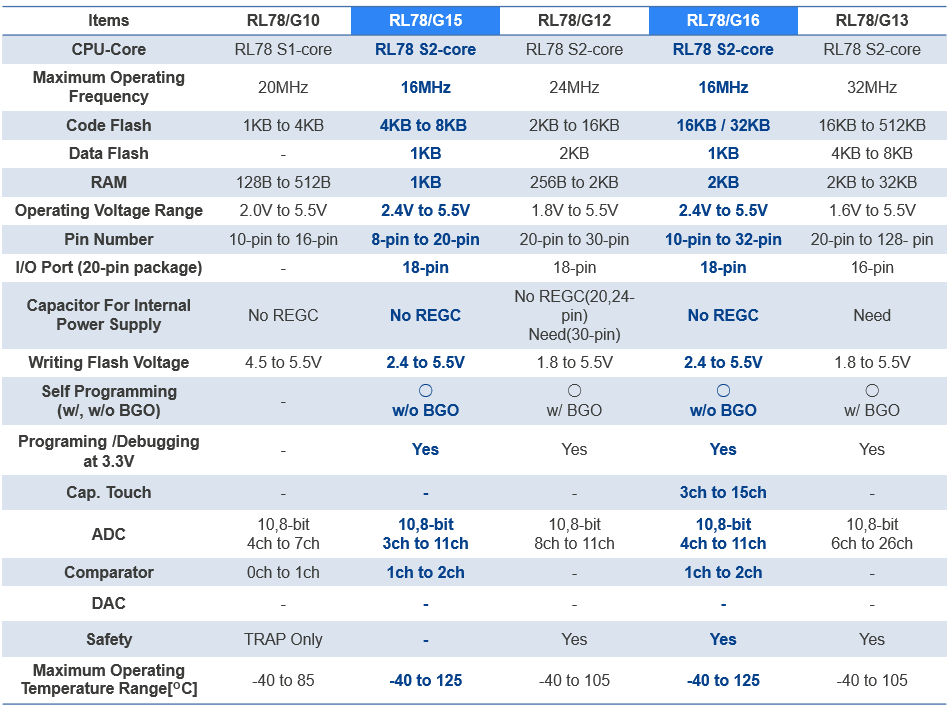 Items RL78/G10 RL78/G15 RL78/G12 RL78/G16 RL78/G13
CPU-Core RL78 S1-core RL78 S2-core RL78 S2-core RL78 S2-core RL78 S2-core
Maximum Operating
Frequency 20MHz 16MHz 24MHz 16MHz 32MHz
Code Flash 1KB to 4KB 4KB to 8KB 2KB to 16KB 16KB / 32KB 16KB to 512KB
Data Flash - 1KB 2KB 1KB 4KB to 8KB
RAM 128B to 512B 1KB 256B to 2KB 2KB 2KB to 32KB
Operating Voltage Range 2.0V to 5.5V 2.4V to 5.5V 1.8V to 5.5V 2.4V to 5.5V 1.6V to 5.5V
Pin Number 10-pin to 16-pin 8-pin to 20-pin 20-pin to 30-pin 10-pin to 32-pin 20-pin to 128- pin
I/O Port (20-pin package) - 18-pin 18-pin 18-pin 16-pin
Capacitor For Internal
Power Supply No REGC No REGC No REGC(20,24-
pin)
Need(30-pin) No REGC Need
Writing Flash Voltage 4.5 to 5.5V 2.4 to 5.5V 1.8 to 5.5V 2.4 to 5.5V 1.8 to 5.5V
Self Programming
(w/, w/o BGO) - ○ ○ ○ ○
w/o BGO w/ BGO w/o BGO w/ BGO
Programing /Debugging
at 3.3V - Yes Yes Yes Yes
Cap. Touch - - - 3ch to 15ch -
ADC 10,8-bit 10,8-bit 10,8-bit 10,8-bit 10,8-bit
4ch to 7ch 3ch to 11ch 8ch to 11ch 4ch to 11ch 6ch to 26ch
Comparator 0ch to 1ch 1ch to 2ch - 1ch to 2ch -
DAC - - - - -
Safety TRAP Only - Yes Yes Yes
Maximum Operating
Temperature Range[°C] -40 to 85 -40 to 125 -40 to 105 -40 to 125 -40 to 105